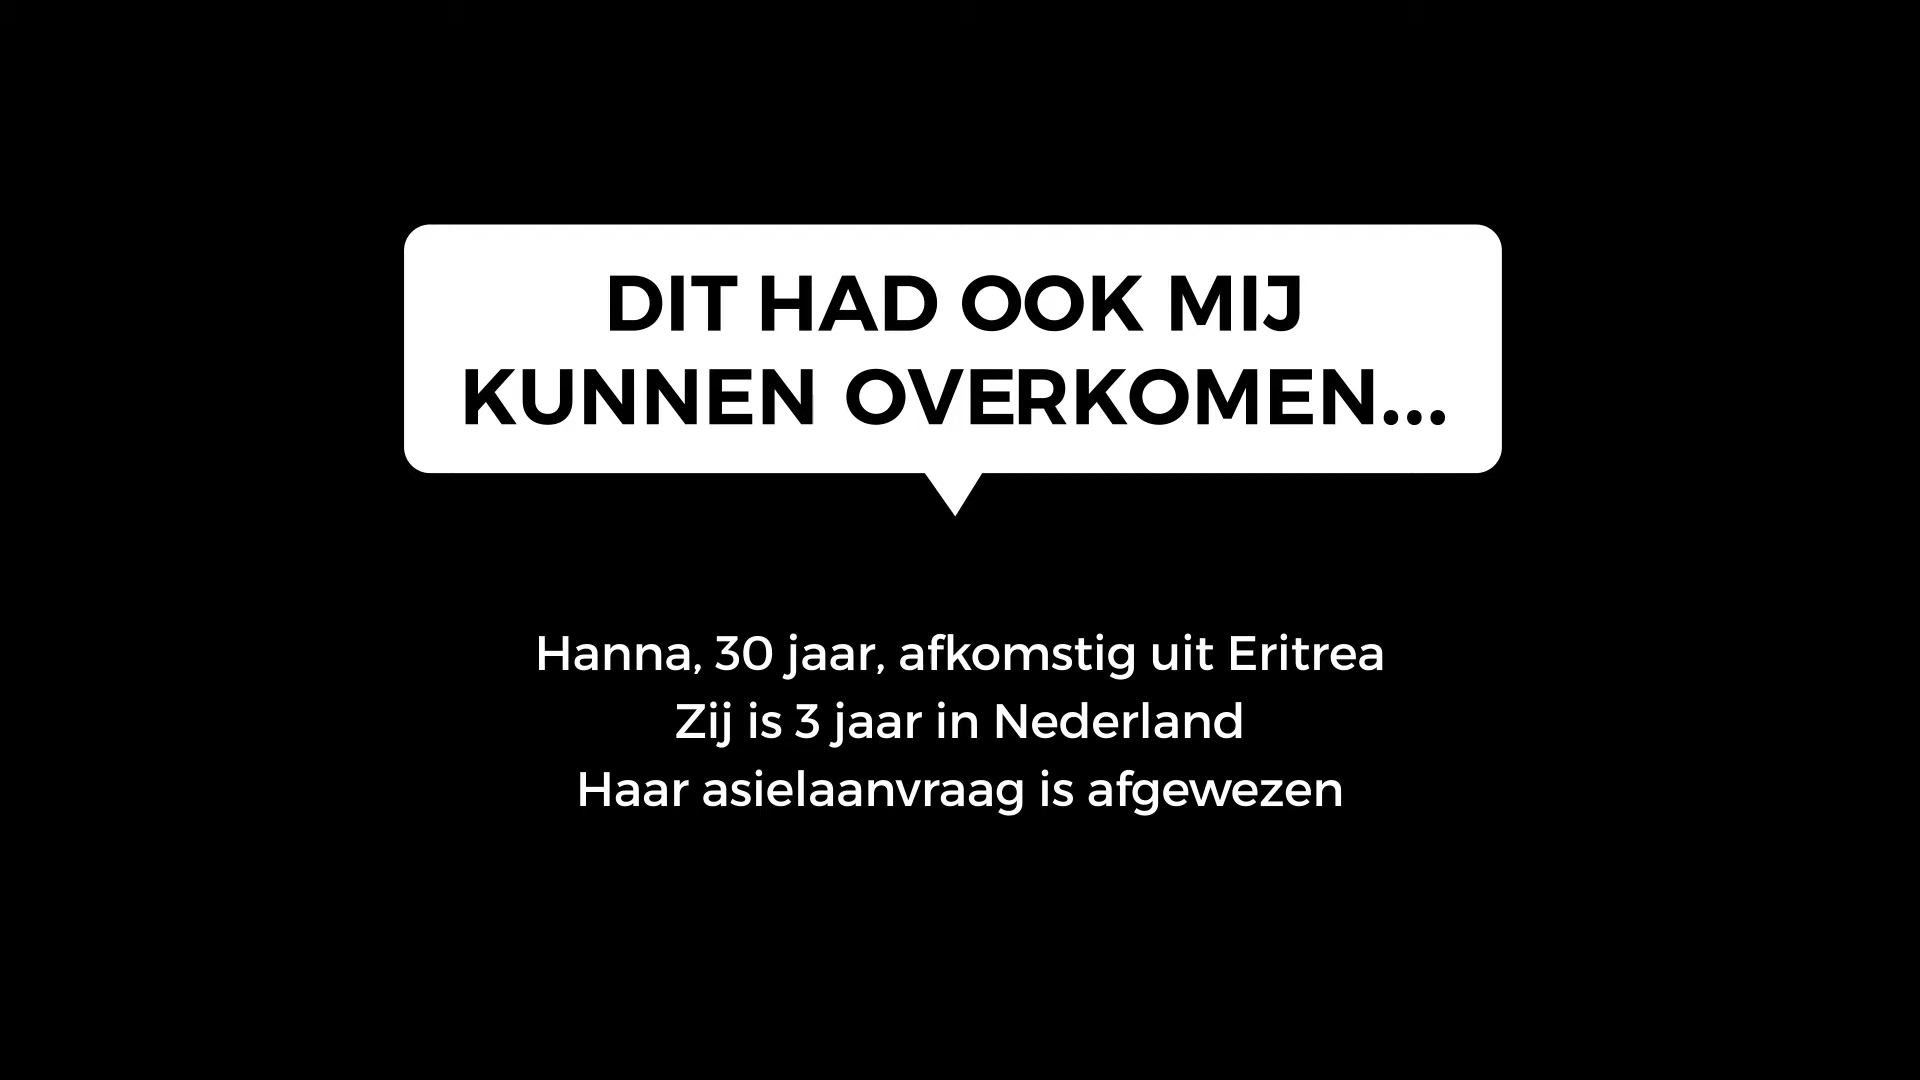 DIT HAD OOK MIJ
KUNNEN OVERKOMEN...
Hanna, 30 jaar, afkomstig uit Eritrea
Zij is 3 jaar in Nederland
Haar asielaanvraag is afgewezen